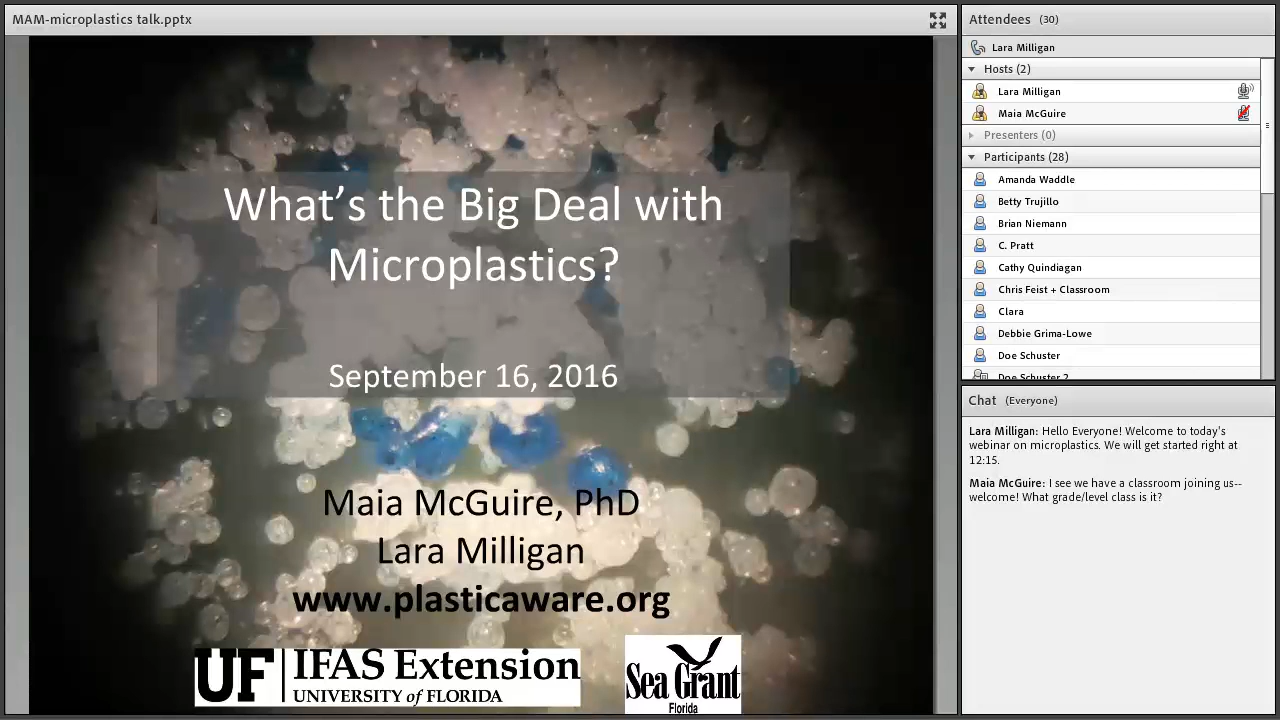 MAM-microplastics talk.pptx
What's the Big Deal with
Microplastics?
September 16, 2016
Maia McGuire, PhD
Lara Milligan
www.plasticaware.org
UF IFAS Extension
UNIVERSITY of FLORIDA
Sea Grant
Florida
Attendees (30)
Lara Milligan
Hosts (2)
Lara Milligan
Maia McGuire
Presenters (0)
Participants (28)
Amanda Waddle
Betty Trujillo
Brian Niemann
C. Pratt
Cathy Quindiagan
Chris Feist + Classroom
Clara
Debbie Grima-Lowe
Doe Schuster
Doe Schuster 2
Chat (Everyone)
Lara Milligan: Hello Everyone! Welcome to today's
webinar on microplastics. We will get started right at
12:15.
Maia McGuire: I see we have a classroom joining us--
welcome! What grade/level class is it?